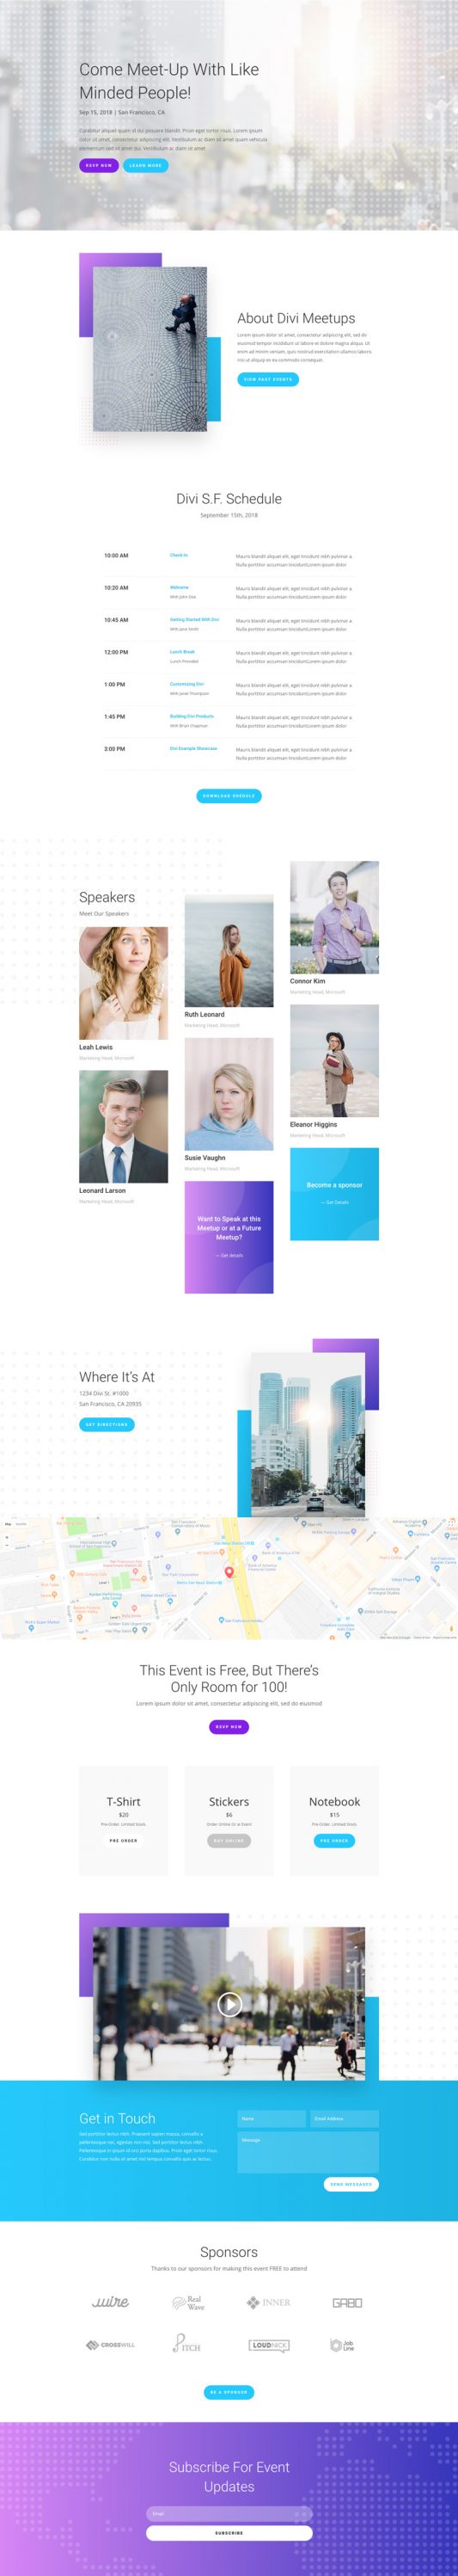 Come Meet-Up With Like
Minded People!
Sep 15, 2018 | San Francisco, CA
Curabitur aliquet quam id dui posuere blandit. Proin eget tortor risus. Lorem ipsum
dolor sit amet, consectetur adipiscing elit. Vestibulum ac diam sit amet quam vehicula
elementum sed sit amet dui. Vestibulum ac diam sit amet
RSVP NOW
LEARN MORE
About Divi Meetups
Lorem ipsum dolor sit amet, consectetur adipiscing elit, sed do
eiusmod tempor incididunt ut labore et dolore magna aliqua. Ut
enim ad minim veniam, quis nostrud exercitation ullamco laboris
nisi ut aliquip ex ea commodo consequat.
VIEW PAST EVENTS
Divi S.F. Schedule
September 15th, 2018
10:00 AM
Check-In
Mauris blandit aliquet elit, eget tincidunt nibh pulvinar a.
Nulla porttitor accumsan tinciduntLorem ipsum dolor
10:20 AM
Welcome
With John Doe
Mauris blandit aliquet elit, eget tincidunt nibh pulvinar a.
Nulla porttitor accumsan tinciduntLorem ipsum dolor
10:45 AM
Getting Started With Divi
With Jane Smith
Mauris blandit aliquet elit, eget tincidunt nibh pulvinar a.
Nulla porttitor accumsan tinciduntLorem ipsum dolor
12:00 PM
Lunch Break
Lunch Provided
Mauris blandit aliquet elit, eget tincidunt nibh pulvinar a.
Nulla porttitor accumsan tinciduntLorem ipsum dolor
1:00 PM
Customizing Divi
With Janae Thompson
Mauris blandit aliquet elit, eget tincidunt nibh pulvinar a.
Nulla porttitor accumsan tinciduntLorem ipsum dolor
1:45 PM
Building Divi Products
With Brian Chapman
Mauris blandit aliquet elit, eget tincidunt nibh pulvinar a.
Nulla porttitor accumsan tinciduntLorem ipsum dolor
3:00 PM
Divi Example Showcase
Mauris blandit aliquet elit, eget tincidunt nibh pulvinar a.
Nulla porttitor accumsan tinciduntLorem ipsum dolor
DOWNLOAD SHEDULE
Speakers
Meet Our Speakers
Leah Lewis
Marketing Head, Microsoft
Leonard Larson
Marketing Head, Microsoft
Ruth Leonard
Marketing Head, Microsoft
Susie Vaughn
Marketing Head, Microsoft
Want to Speak at this
Meetup or at a Future
Meetup?
— Get details
Connor Kim
Marketing Head, Microsoft
Eleanor Higgins
Marketing Head, Microsoft
Become a sponsor
— Get Details
Where It's At
1234 Divi St. #1000
San Francisco, CA 20935
GET DIRECTIONS
This Event is Free, But There's
Only Room for 100!
Lorem ipsum dolor sit amet, consectetur adipiscing elit, sed do eiusmod
RSVP NOW
T-Shirt
$20
Pre-Order. Limited Stock.
PRE ORDER
Stickers
$6
Order Online Or at Event
BUY ONLINE
Notebook
$15
Pre-Order. Limited Stock.
PRE ORDER
Get in Touch
Sed porttitor lectus nibh. Praesent sapien massa, convallis a
pellentesque nec, egestas non nisi. Sed porttitor lectus nibh.
Pellentesque in ipsum id orci porta dapibus. Proin eget tortor risus.
Curabitur non nulla sit amet nisl tempus convallis quis ac lectus.
Name
Email Address
Message
SEND MESSAGES
Sponsors
Thanks to our sponsors for making this event FREE to attend
wire
Real
Wave
INNER
GABO
CROSSWILL
PITCH
LOUDNICK
Job
Line
BE A SPONSOR
Subscribe For Event
Updates
Email
SUBSCRIBE